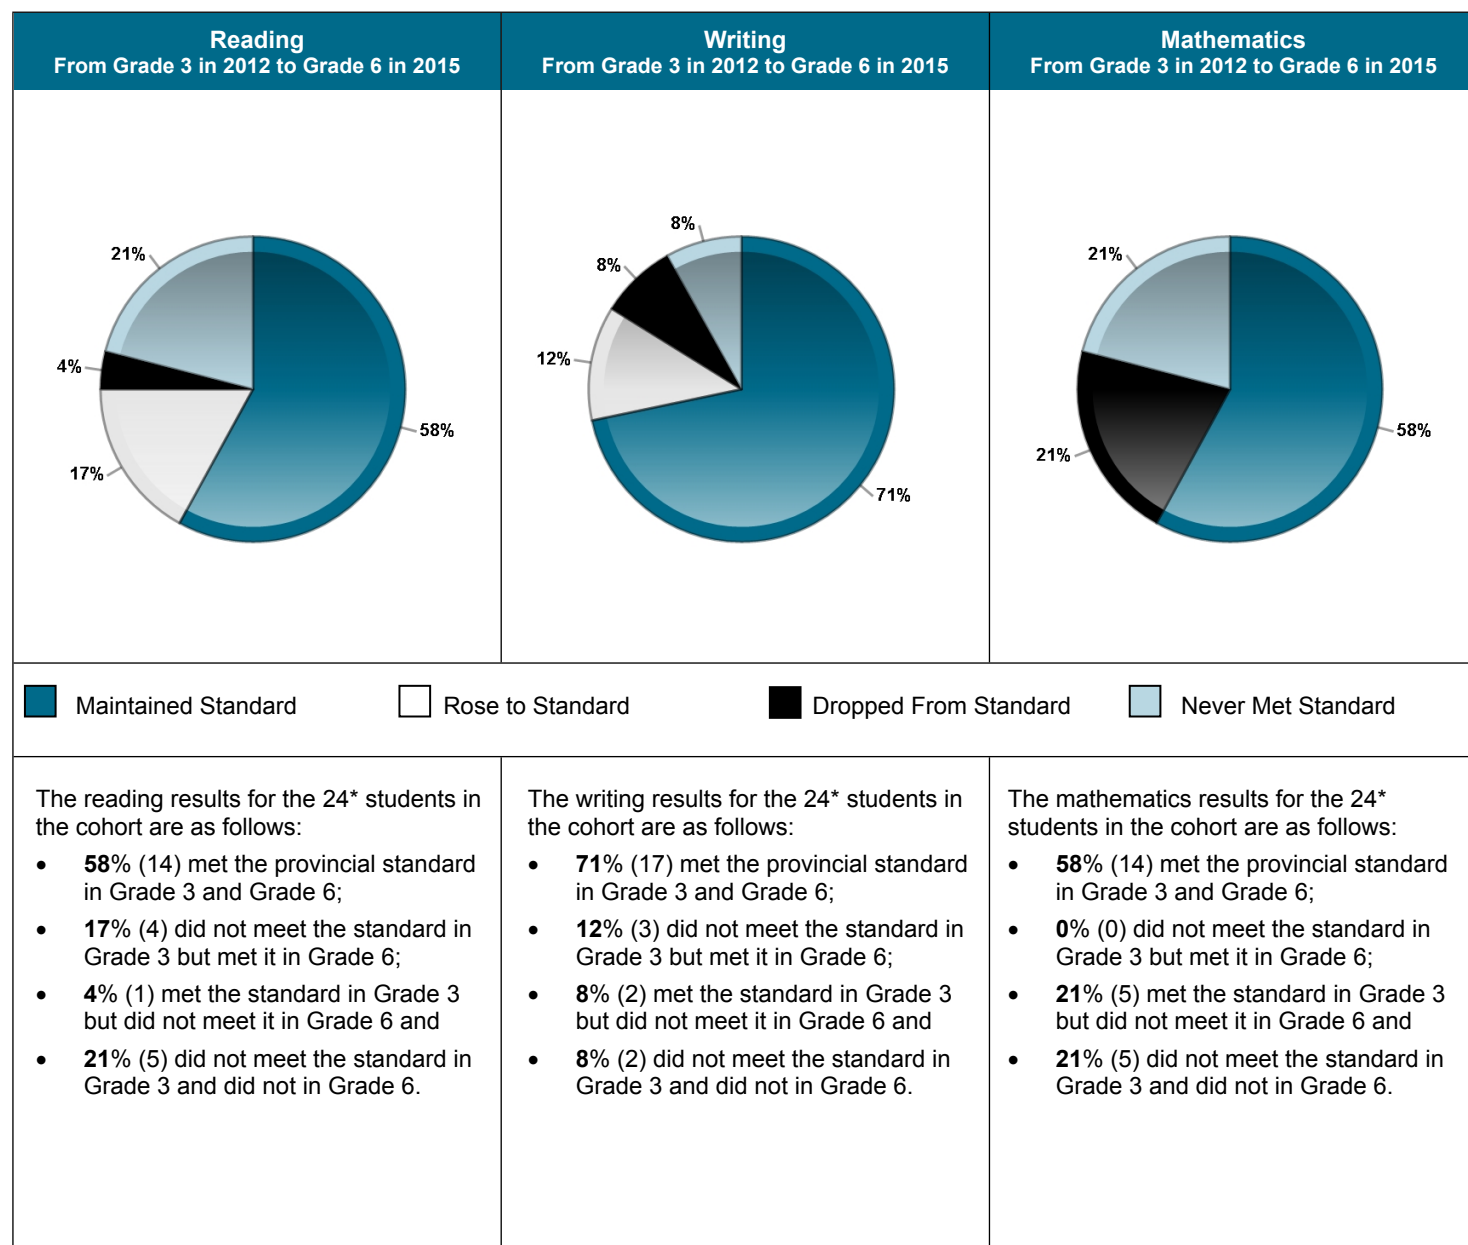 Reading
From Grade 3 in 2012 to Grade 6 in 2015
Writing
From Grade 3 in 2012 to Grade 6 in 2015
Mathematics
From Grade 3 in 2012 to Grade 6 in 2015
21%
4%
17%
58%
8%
8%
12%
71%
21%
21%
58%
Maintained Standard
Rose to Standard
Dropped From Standard
Never Met Standard
The reading results for the 24* students in
the cohort are as follows:
• 58% (14) met the provincial standard
in Grade 3 and Grade 6;
• 17% (4) did not meet the standard in
Grade 3 but met it in Grade 6;
• 4% (1) met the standard in Grade 3
but did not meet it in Grade 6 and
• 21% (5) did not meet the standard in
Grade 3 and did not in Grade 6.
The writing results for the 24* students in
the cohort are as follows:
• 71% (17) met the provincial standard
in Grade 3 and Grade 6;
• 12% (3) did not meet the standard in
Grade 3 but met it in Grade 6;
• 8% (2) met the standard in Grade 3
but did not meet it in Grade 6 and
• 8% (2) did not meet the standard in
Grade 3 and did not in Grade 6.
The mathematics results for the 24*
students in the cohort are as follows:
• 58% (14) met the provincial standard
in Grade 3 and Grade 6;
• 0% (0) did not meet the standard in
Grade 3 but met it in Grade 6;
• 21% (5) met the standard in Grade 3
but did not meet it in Grade 6 and
• 21% (5) did not meet the standard in
Grade 3 and did not in Grade 6.